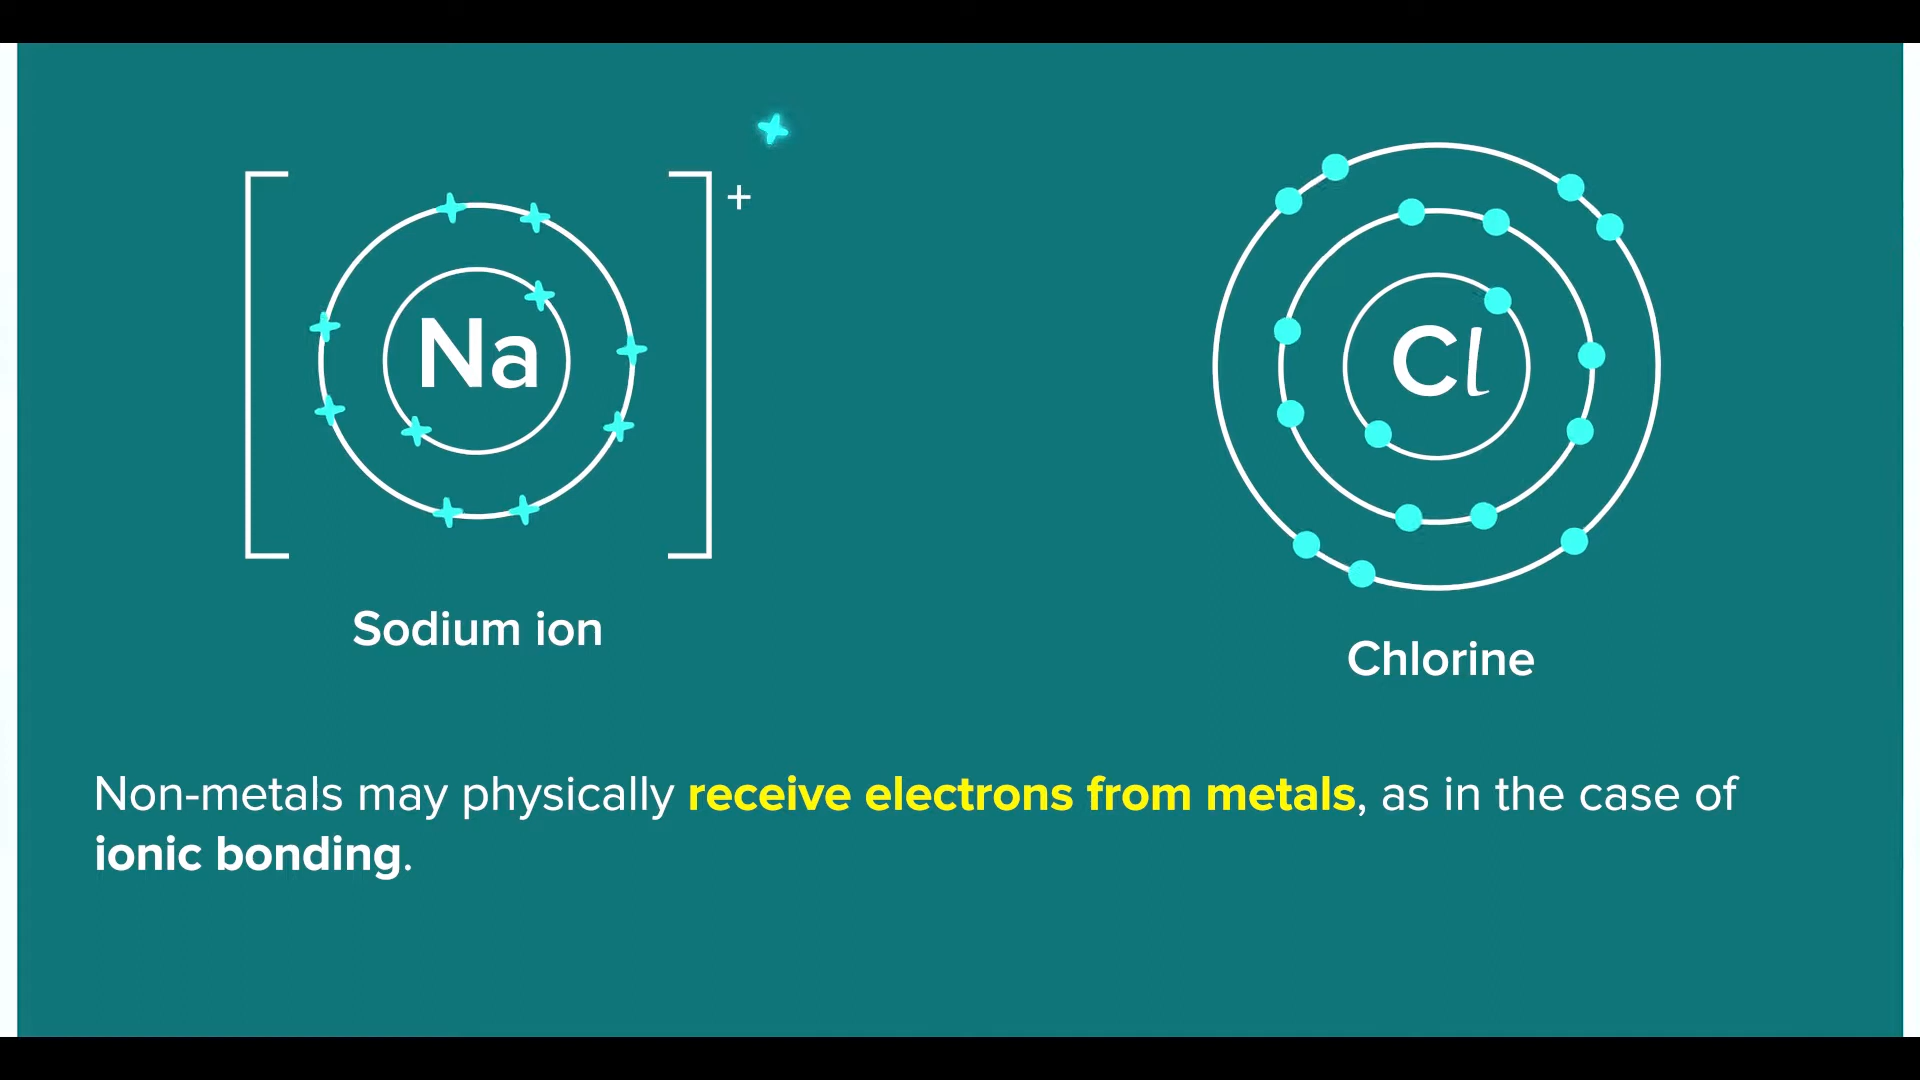 +
Na
Cl
Sodium ion
Chlorine
Non-metals may physically receive electrons from metals, as in the case of
ionic bonding.